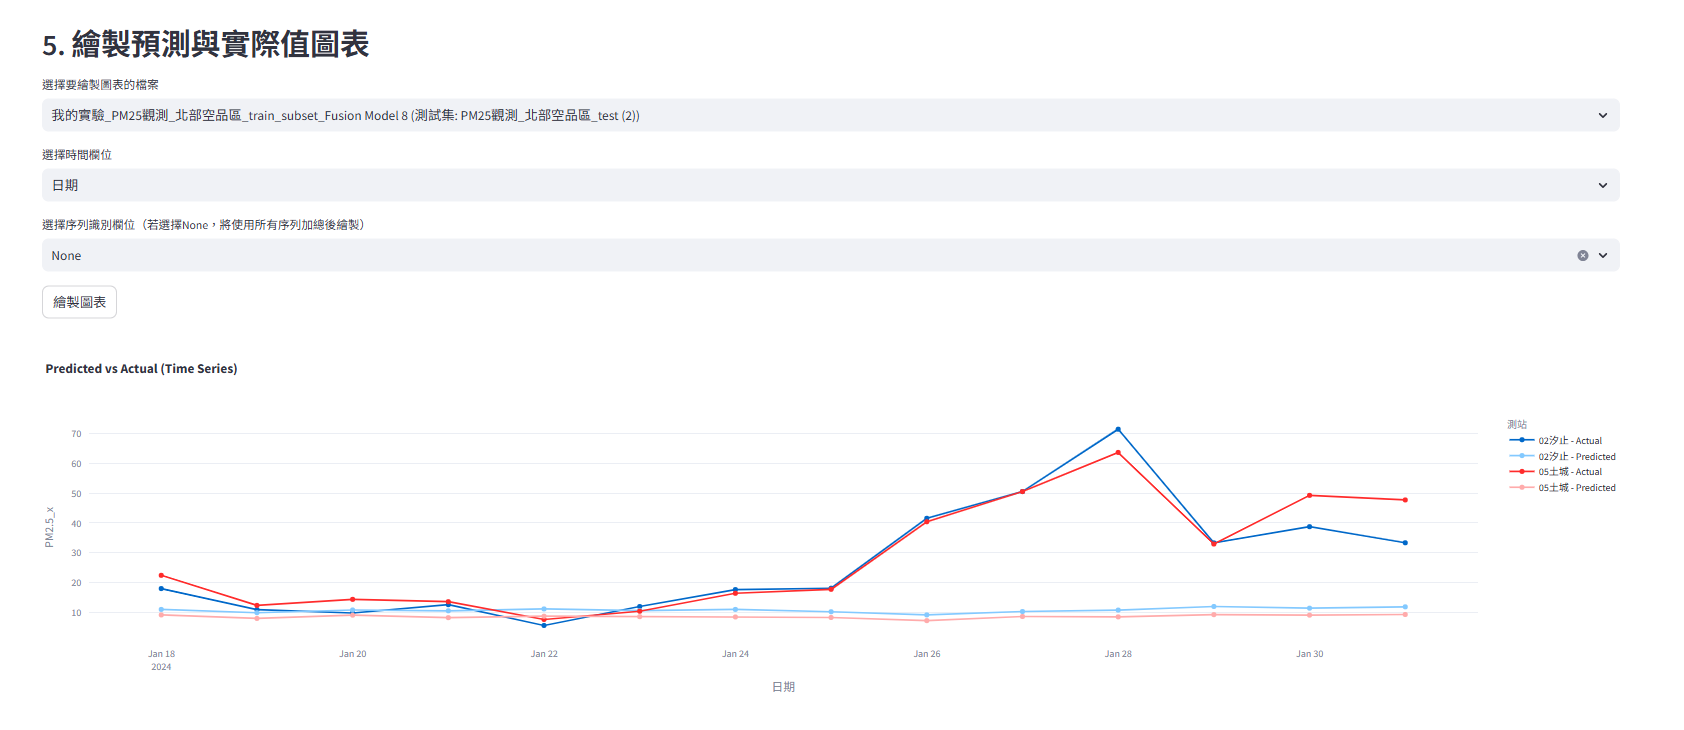 5. 繪製預測與實際值圖表
選擇要繪製圖表的檔案
我的實驗_PM25觀測_北部空品區_train_subset_Fusion Model 8 (測試集: PM25觀測_北部空品區_test (2))
選擇時間欄位
日期
選擇序列識別欄位（若選擇None，將使用所有序列加總後繪製）
None
繪製圖表
Predicted vs Actual (Time Series)
測站
02汐止 - Actual
02汐止 - Predicted
05土城 - Actual
05土城 - Predicted
PM2.5_x
70
60
50
40
30
20
10
Jan 18
2024
Jan 20
Jan 22
Jan 24
Jan 26
Jan 28
Jan 30
日期